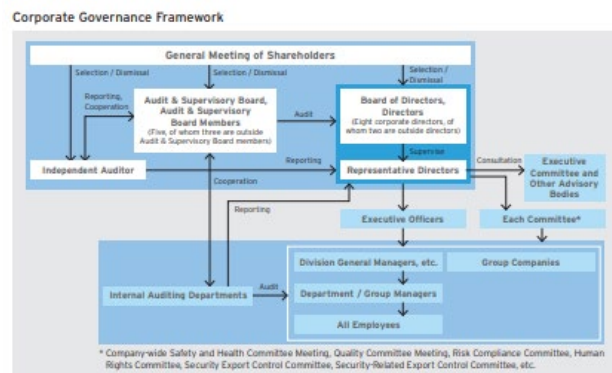 Corporate Governance Framework
General Meeting of Shareholders
Selection / Dismissal
Selection / Dismissal
Selection /
Dismissal
Reporting,
Cooperation
Audit & Supervisory Board,
Audit & Supervisory
Board Members
(Five, of whom three are outside
Audit & Supervisory Board members)
Audit
Board of Directors,
Directors
(Eight corporate directors, of
whom two are outside directors)
Supervise
Independent Auditor
Reporting
Representative Directors
Consultation
Executive
Committee and
Other Advisory
Bodies
Cooperation
Reporting
Executive Officers
Each Committee*
Division General Managers, etc.
Group Companies
Internal Auditing Departments
Audit
Department / Group Managers
All Employees
* Company-wide Safety and Health Committee Meeting, Quality Committee Meeting, Risk Compliance Committee, Human
Rights Committee, Security Export Control Committee, Security-Related Export Control Committee, etc.